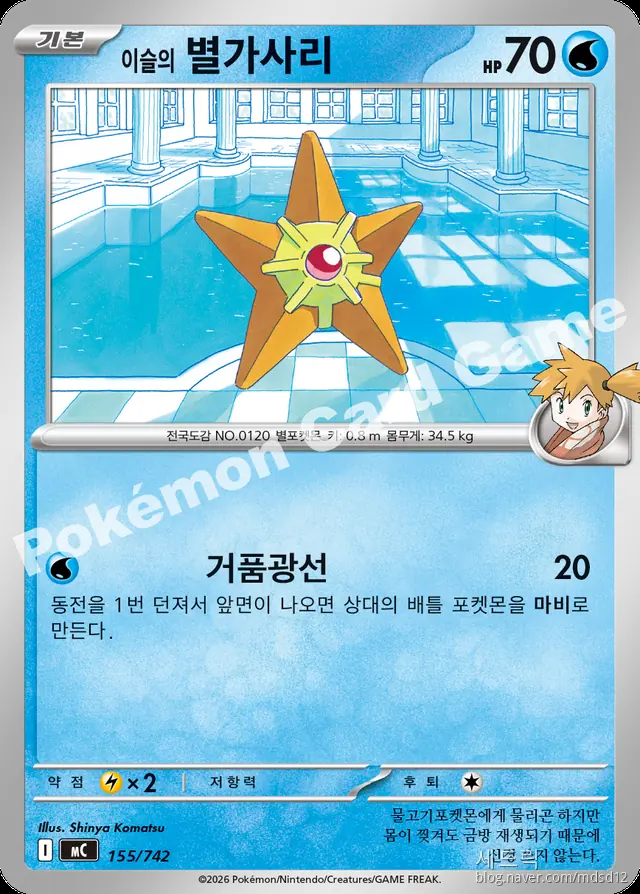 기본
이슬의 별가사리
HP 70
전국도감 NO.0120 별포켓몬 키: 0.8 m 몸무게: 34.5 kg
Pokémon Card Game
거품광선 20
동전을 1번 던져서 앞면이 나오면 상대의 배틀 포켓몬을 마비로
만든다.
약점 ×2 저항력 후퇴
Illus. Shinya Komatsu
물고기포켓몬에게 물리곤 하지만
몸이 찢겨도 금방 재생되기 때문에
않는다.
I MC 155/742
blog.naver.com/mdsd12
©2026 Pokémon/Nintendo/Creatures/GAME FREAK.